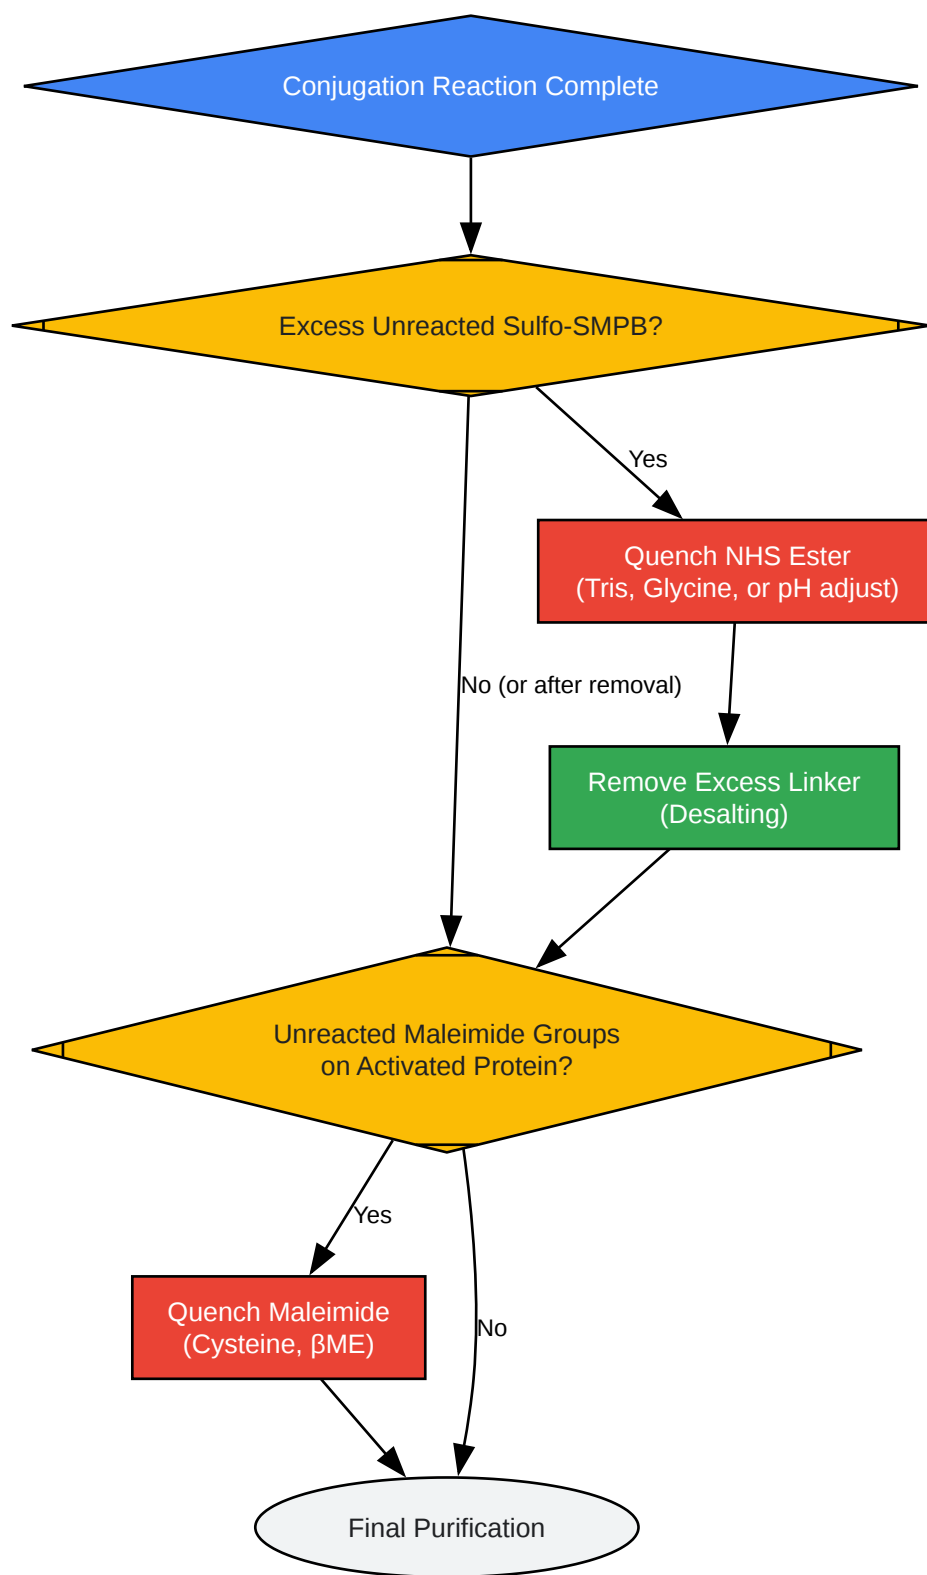 Conjugation Reaction Complete
Excess Unreacted Sulfo-SMPB?
Yes
Quench NHS Ester
(Tris, Glycine, or pH adjust)
No (or after removal)
Remove Excess Linker
(Desalting)
Unreacted Maleimide Groups
on Activated Protein?
Yes
Quench Maleimide
(Cysteine, βME)
No
Final Purification